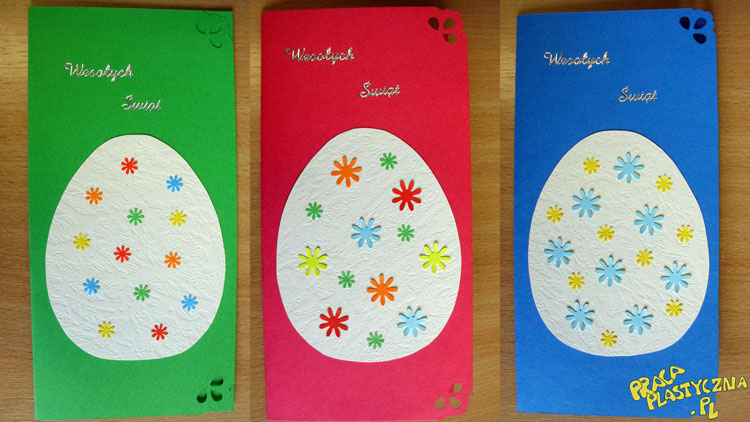 Wesołych
Świąt
Wesołych
Świąt
Wesołych
Świąt
PRACA
PLASTYCZNA
.PL